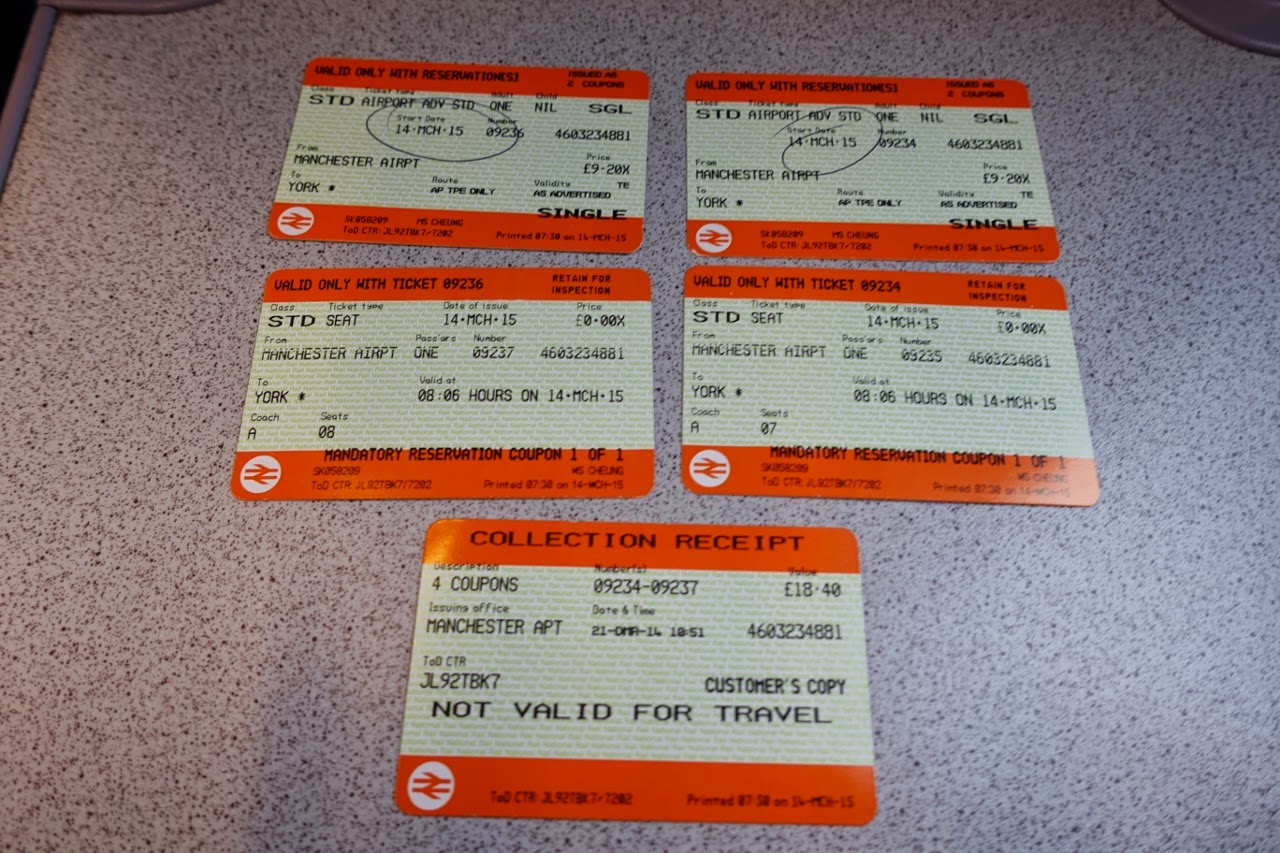 VALID ONLY WITH RESERVATION[S] ISSUED AS 2 COUPONS
Class Ticket type Adult Child
STD AIRPORT ADV STD ONE NIL SGL
Start Date Number
14·MCH·15 09236 4603234881
From Price
MANCHESTER AIRPT £9·20X
To Route Validity TE
YORK * AP TPE ONLY AS ADVERTISED
SINGLE
SK058209 MS CHEUNG
ToD CTR:JL92TBK7/7202 Printed 07:30 on 14-MCH-15
VALID ONLY WITH RESERVATION[S] ISSUED AS 2 COUPONS
Class Ticket type Adult Child
STD AIRPORT ADV STD ONE NIL SGL
Start Date Number
14·MCH·15 09234 4603234881
From Price
MANCHESTER AIRPT £9·20X
To Route Validity TE
YORK * AP TPE ONLY AS ADVERTISED
SINGLE
SK058209 MS CHEUNG
ToD CTR:JL92TBK7/7202 Printed 07:30 on 14-MCH-15
VALID ONLY WITH TICKET 09236 RETAIN FOR INSPECTION
Class Ticket type Date of issue Price
STD SEAT 14·MCH·15 £0·00X
From Pass'grs Number
MANCHESTER AIRPT ONE 09237 4603234881
To Valid at
YORK * 08:06 HOURS ON 14·MCH·15
Coach Seats
A 08
MANDATORY RESERVATION COUPON 1 OF 1
SK058209 MS CHEUNG
ToD CTR:JL92TBK7/7202 Printed 07:30 on 14-MCH-15
VALID ONLY WITH TICKET 09234 RETAIN FOR INSPECTION
Class Ticket type Date of issue Price
STD SEAT 14·MCH·15 £0·00X
From Pass'grs Number
MANCHESTER AIRPT ONE 09235 4603234881
To Valid at
YORK * 08:06 HOURS ON 14·MCH·15
Coach Seats
A 07
MANDATORY RESERVATION COUPON 1 OF 1
SK058209 MS CHEUNG
ToD CTR:JL92TBK7/7202 Printed 07:30 on 14-MCH-15
COLLECTION RECEIPT
Description Number(s) Value
4 COUPONS 09234-09237 £18·40
Issuing office Date & Time
MANCHESTER APT 21-DMR-14 10:51 4603234881
ToD CTR
JL92TBK7 CUSTOMER'S COPY
NOT VALID FOR TRAVEL
ToD CTR:JL92TBK7/7202 Printed 07:30 on 14-MCH-15